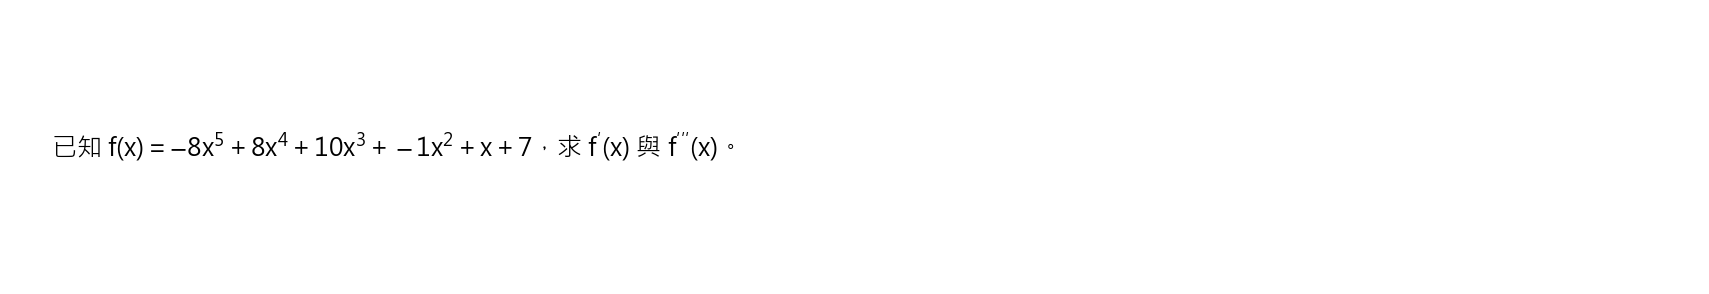 已知 f(x) = −8x⁵ + 8x⁴ + 10x³ + −1x² + x + 7，求 f′(x) 與 f′′′(x)。